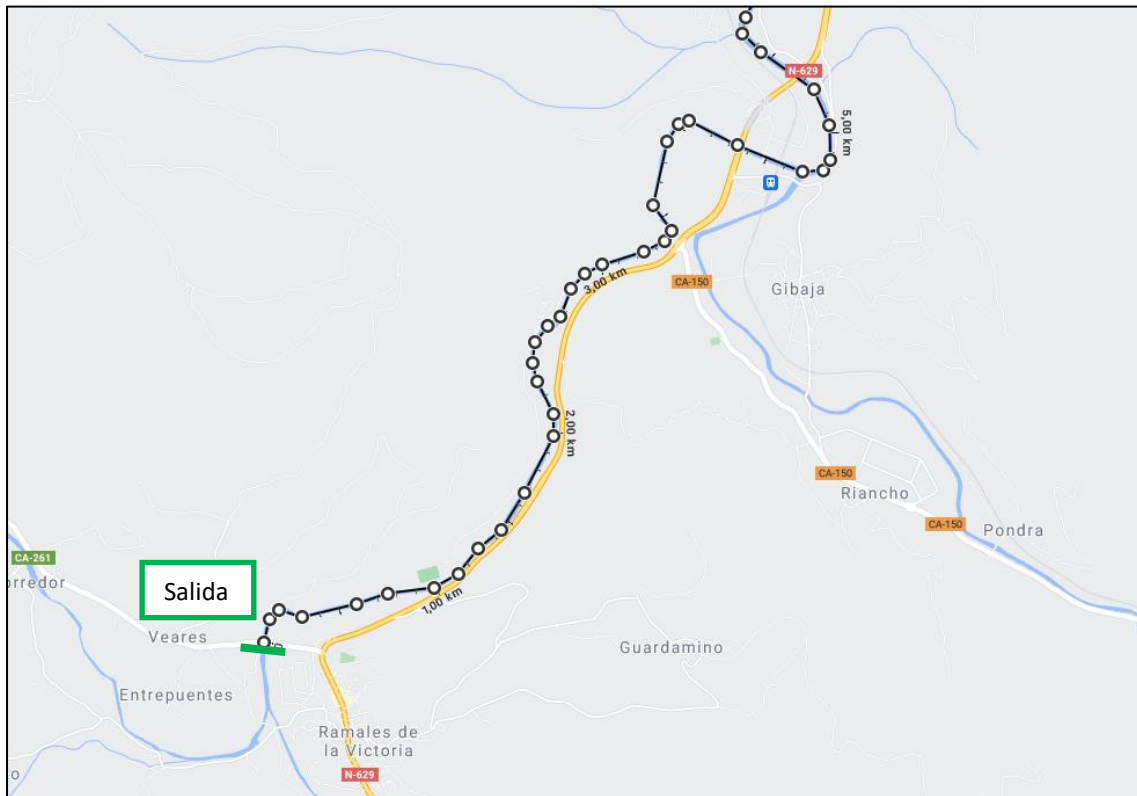 N-629
5,00 km
CA-150
Gibaja
3,00 km
2,00 km
CA-150
Riancho
CA-150
Pondra
CA-261
orredor
Salida
1,00 km
Veares
Guardamino
Entrepuentes
Ramales de
la Victoria
N-629
o